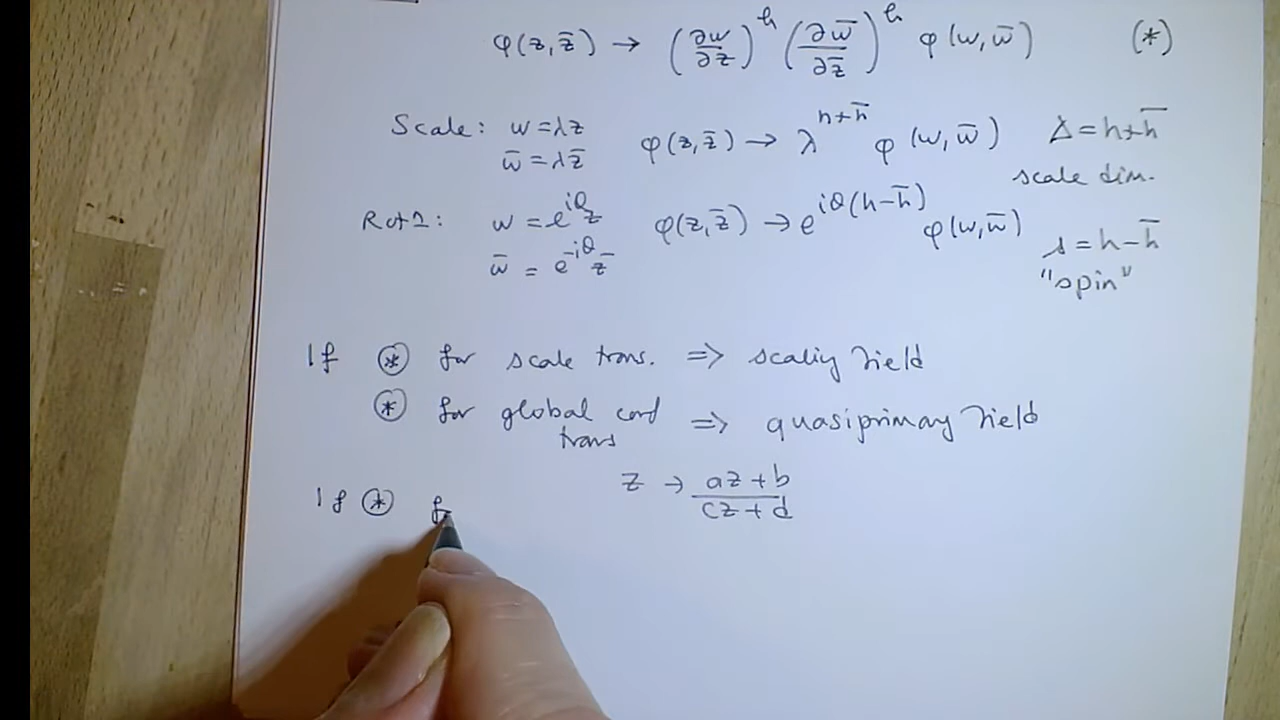 φ(z, z̄) → (∂w/∂z)^h (∂w̄/∂z̄)^h φ(w, w̄) (*)
Scale: w = λz φ(z, z̄) → λ^{h+h̄} φ(w, w̄) Δ = h+h̄
w̄ = λz̄ scale dim.
Rot1: w = e^{iθ}z φ(z, z̄) → e^{iθ(h-h̄)} φ(w, w̄) s = h-h̄
w̄ = e^{-iθ}z̄ "spin"
If (*) for scale trans. => scaling field
(*) for global conf => quasiprimary field
trans
z → (az+b)/(cz+d)
If (*) f